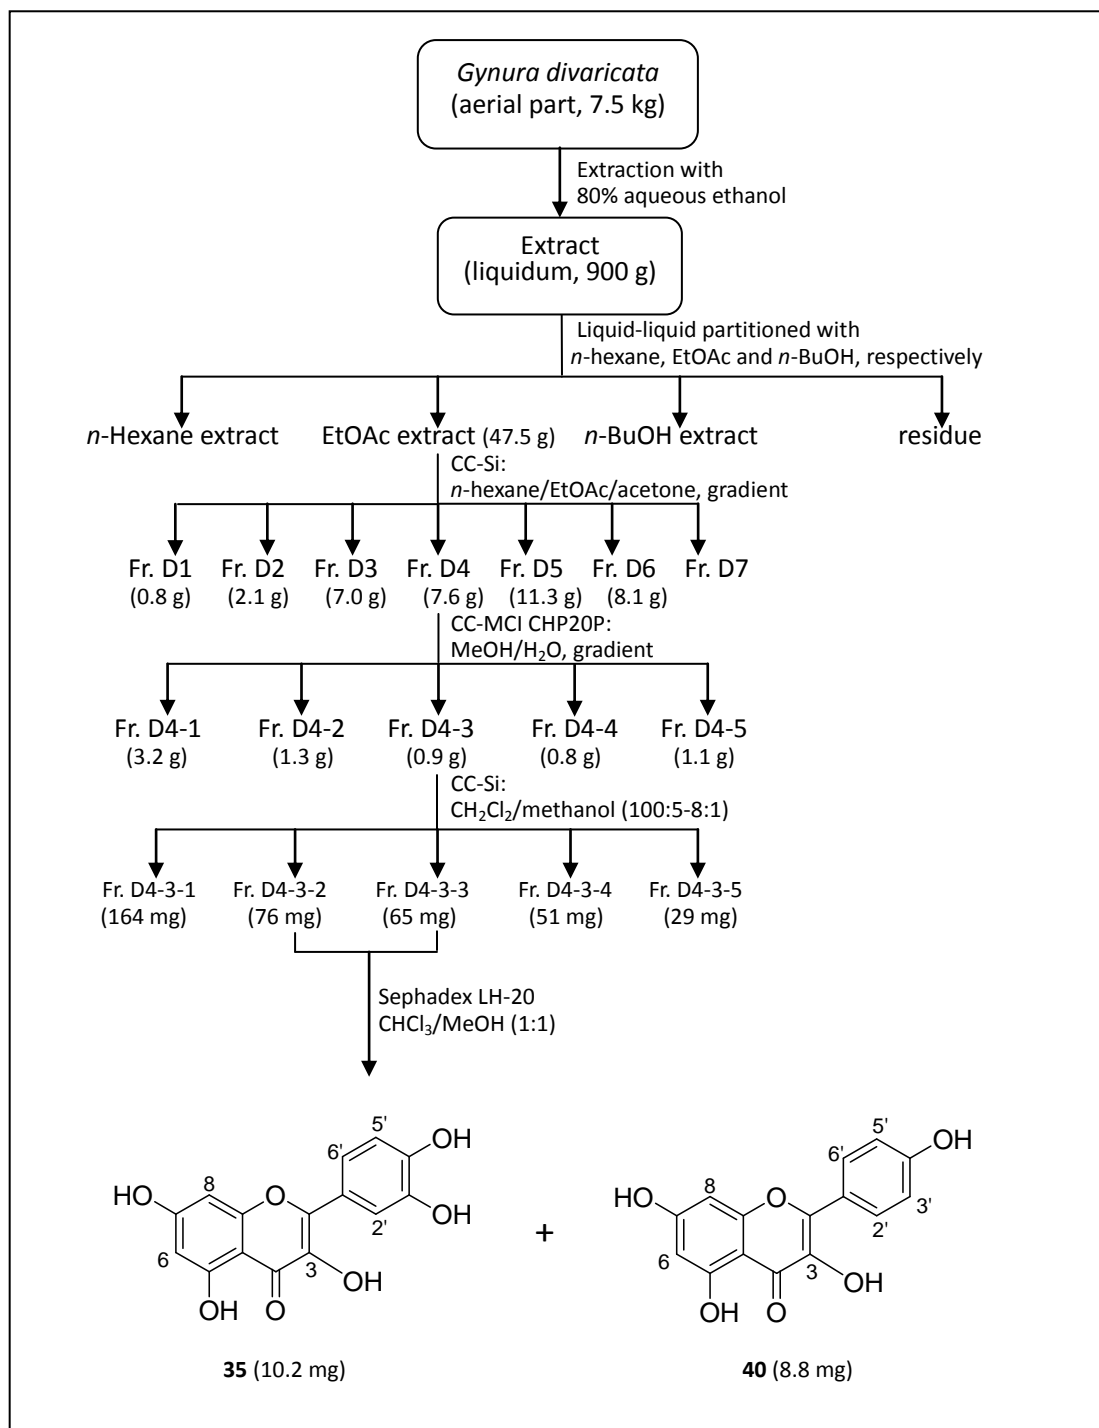 Gynura divaricata
(aerial part, 7.5 kg)
Extraction with
80% aqueous ethanol
Extract
(liquidum, 900 g)
Liquid-liquid partitioned with
n-hexane, EtOAc and n-BuOH, respectively
n-Hexane extract EtOAc extract (47.5 g) n-BuOH extract residue
CC-Si:
n-hexane/EtOAc/acetone, gradient
Fr. D1 Fr. D2 Fr. D3 Fr. D4 Fr. D5 Fr. D6 Fr. D7
(0.8 g) (2.1 g) (7.0 g) (7.6 g) (11.3 g) (8.1 g)
CC-MCI CHP20P:
MeOH/H₂O, gradient
Fr. D4-1 Fr. D4-2 Fr. D4-3 Fr. D4-4 Fr. D4-5
(3.2 g) (1.3 g) (0.9 g) (0.8 g) (1.1 g)
CC-Si:
CH₂Cl₂/methanol (100:5-8:1)
Fr. D4-3-1 Fr. D4-3-2 Fr. D4-3-3 Fr. D4-3-4 Fr. D4-3-5
(164 mg) (76 mg) (65 mg) (51 mg) (29 mg)
Sephadex LH-20
CHCl₃/MeOH (1:1)
5' OH 6' 8 HO O OH 2' 6 3 OH OH O
+
5' OH 6' 8 HO O 3' 2' 6 3 OH OH O
35 (10.2 mg) 40 (8.8 mg)